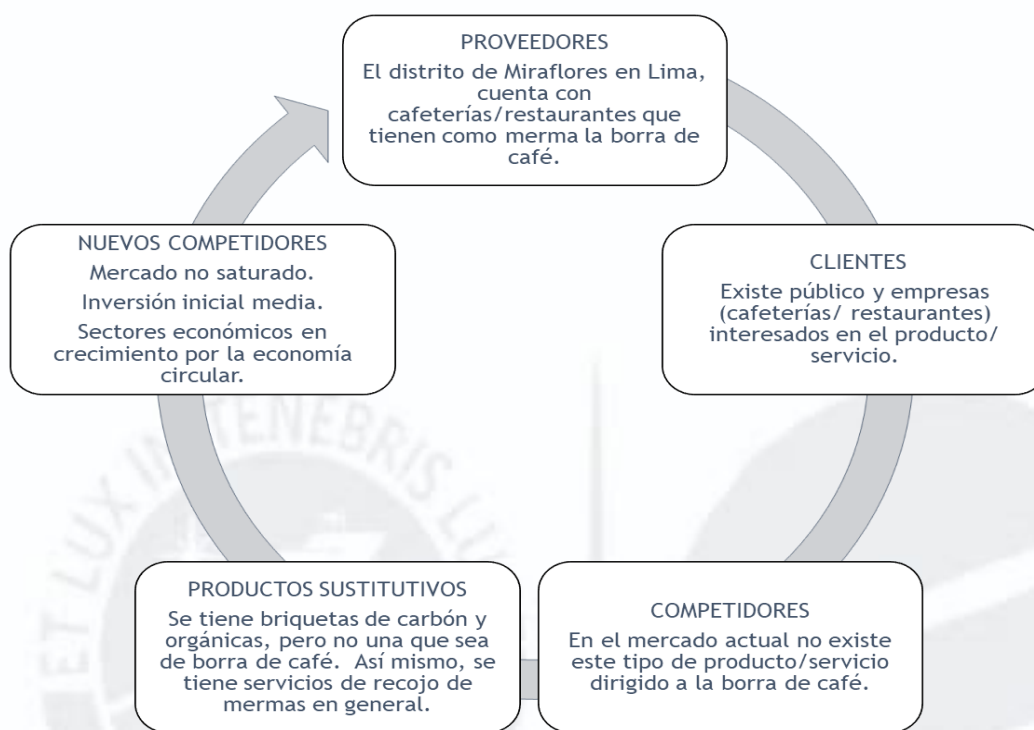 PROVEEDORES
El distrito de Miraflores en Lima,
cuenta con
cafeterías/restaurantes que
tienen como merma la borra de
café.
NUEVOS COMPETIDORES
Mercado no saturado.
Inversión inicial media.
Sectores económicos en
crecimiento por la economía
circular.
CLIENTES
Existe público y empresas
(cafeterías/ restaurantes)
interesados en el producto/
servicio.
PRODUCTOS SUSTITUTIVOS
Se tiene briquetas de carbón y
orgánicas, pero no una que sea
de borra de café. Así mismo, se
tiene servicios de recojo de
mermas en general.
COMPETIDORES
En el mercado actual no existe
este tipo de producto/servicio
dirigido a la borra de café.
ET LUX IN TENEBRIS